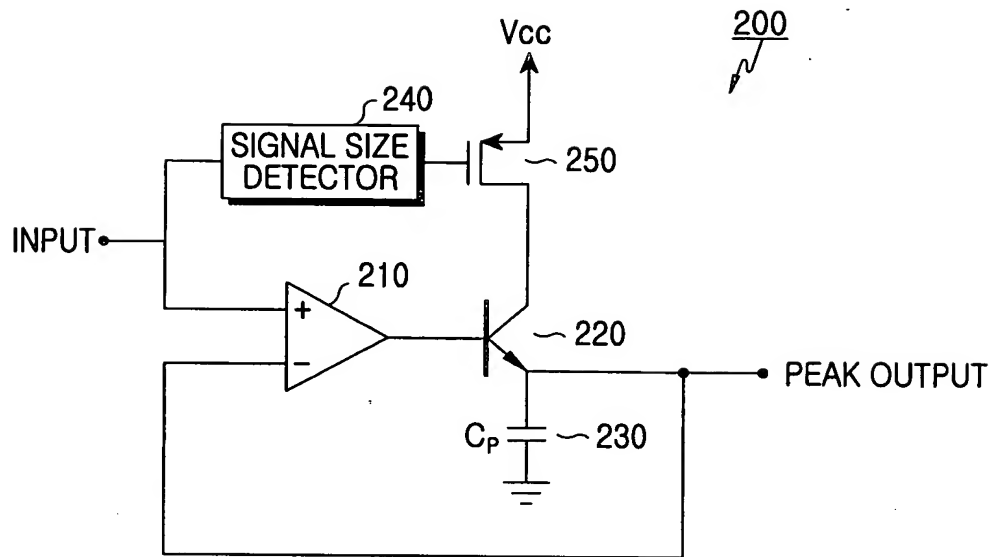 200
Vcc
240
SIGNAL SIZE
DETECTOR
250
INPUT
210
+
−
220
PEAK OUTPUT
CP
230